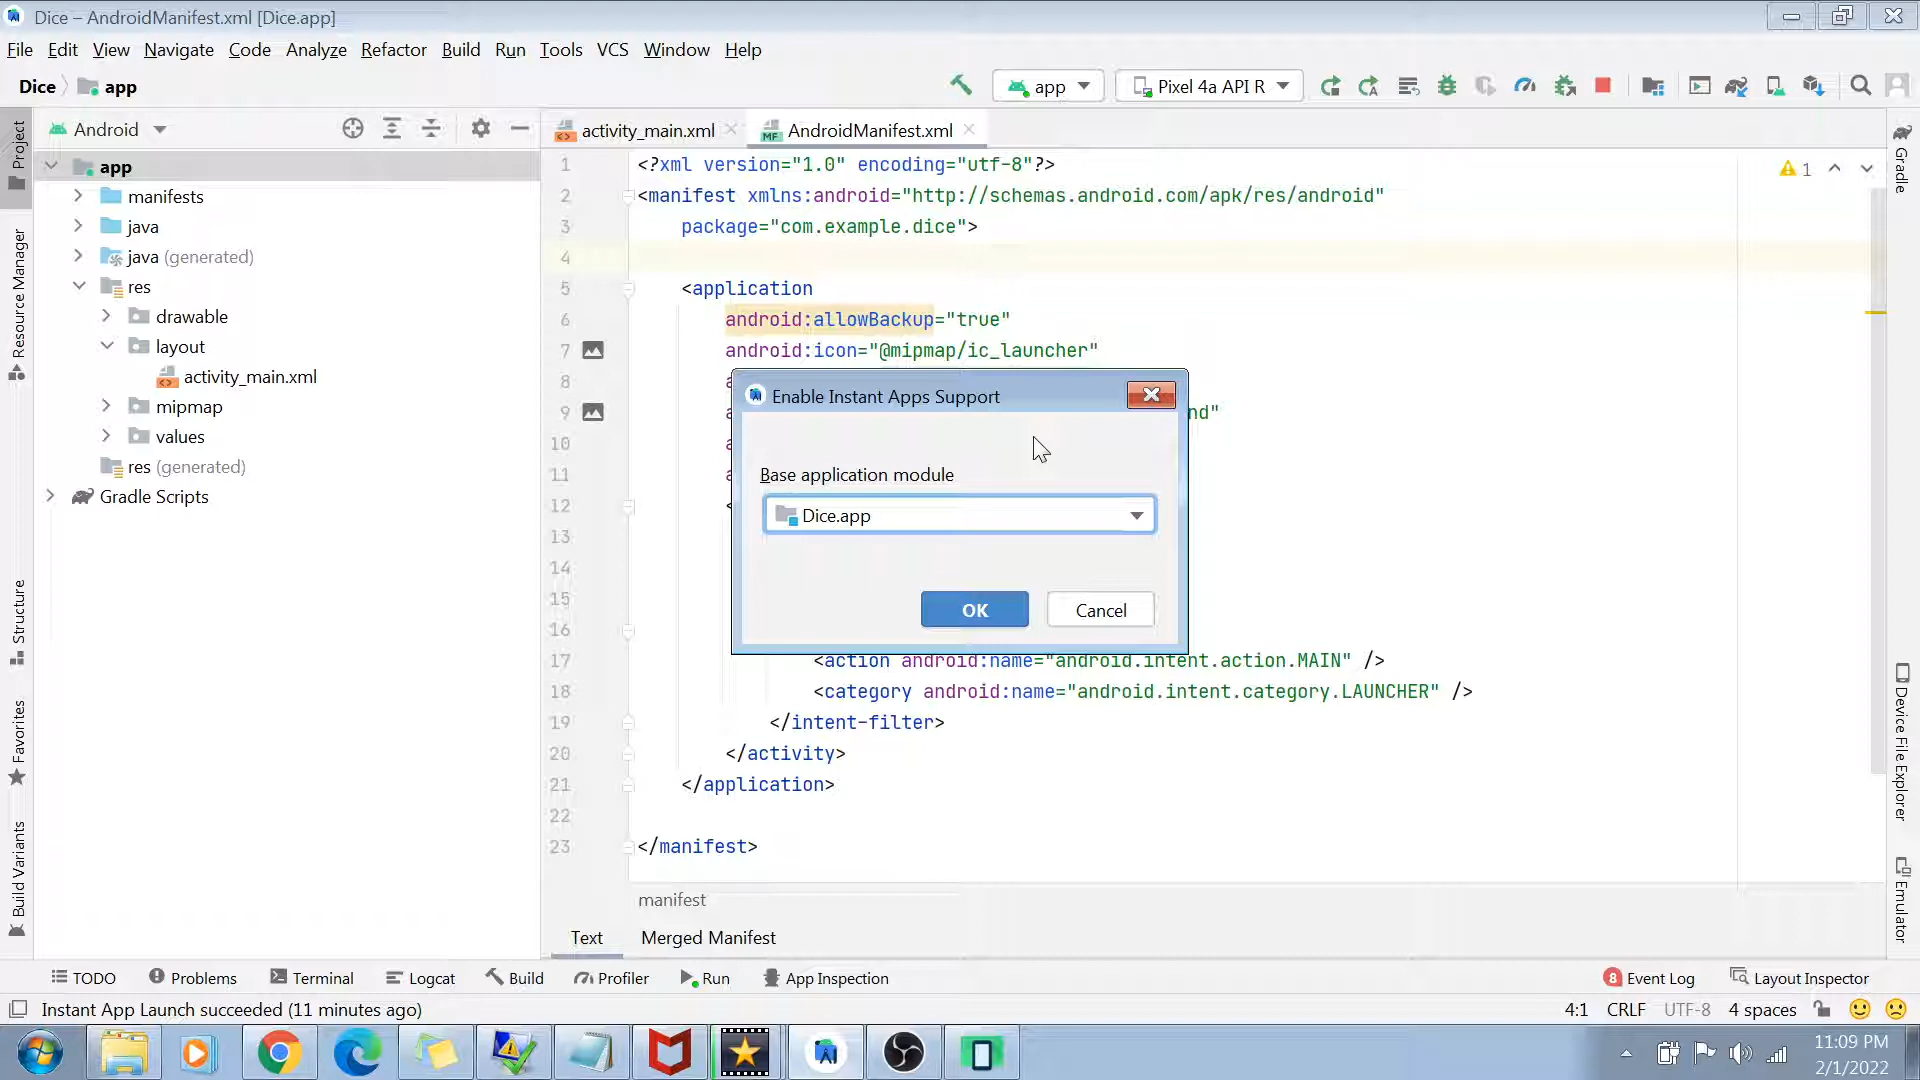 Dice – AndroidManifest.xml [Dice.app]
File Edit View Navigate Code Analyze Refactor Build Run Tools VCS Window Help
Dice app
app
Pixel 4a API R
Project
Resource Manager
Structure
Favorites
Build Variants
Android
app
manifests
java
java (generated)
res
drawable
layout
activity_main.xml
mipmap
values
res (generated)
Gradle Scripts
activity_main.xml
AndroidManifest.xml
1
1 <?xml version="1.0" encoding="utf-8"?>
2 <manifest xmlns:android="http://schemas.android.com/apk/res/android"
3 package="com.example.dice">
4
5 <application
6 android:allowBackup="true"
7 android:icon="@mipmap/ic_launcher"
8 a
9 a nd"
10 a
11 a
12 <
13
14
15
16
17 <action android:name="android.intent.action.MAIN" />
18 <category android:name="android.intent.category.LAUNCHER" />
19 </intent-filter>
20 </activity>
21 </application>
22
23 </manifest>
Enable Instant Apps Support
Base application module
Dice.app
OK Cancel
manifest
Text Merged Manifest
Gradle
Device File Explorer
Emulator
TODO Problems Terminal Logcat Build Profiler Run App Inspection
8 Event Log Layout Inspector
Instant App Launch succeeded (11 minutes ago)
4:1 CRLF UTF-8 4 spaces
11:09 PM
2/1/2022